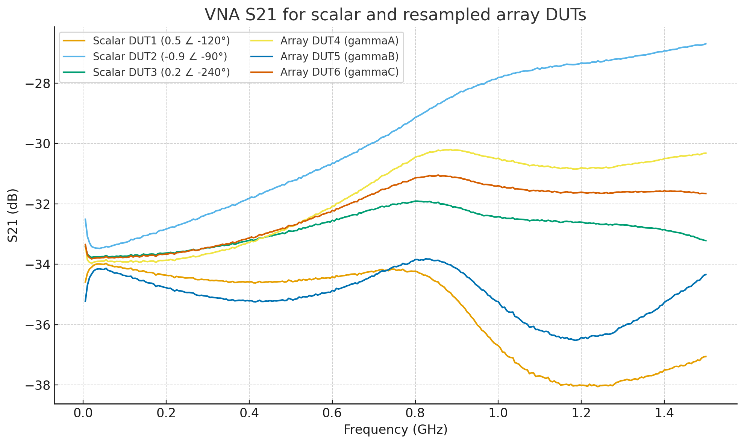 VNA S21 for scalar and resampled array DUTs
Scalar DUT1 (0.5 ∠ -120°)
Scalar DUT2 (-0.9 ∠ -90°)
Scalar DUT3 (0.2 ∠ -240°)
Array DUT4 (gammaA)
Array DUT5 (gammaB)
Array DUT6 (gammaC)
S21 (dB)
−28
−30
−32
−34
−36
−38
0.0 0.2 0.4 0.6 0.8 1.0 1.2 1.4
Frequency (GHz)